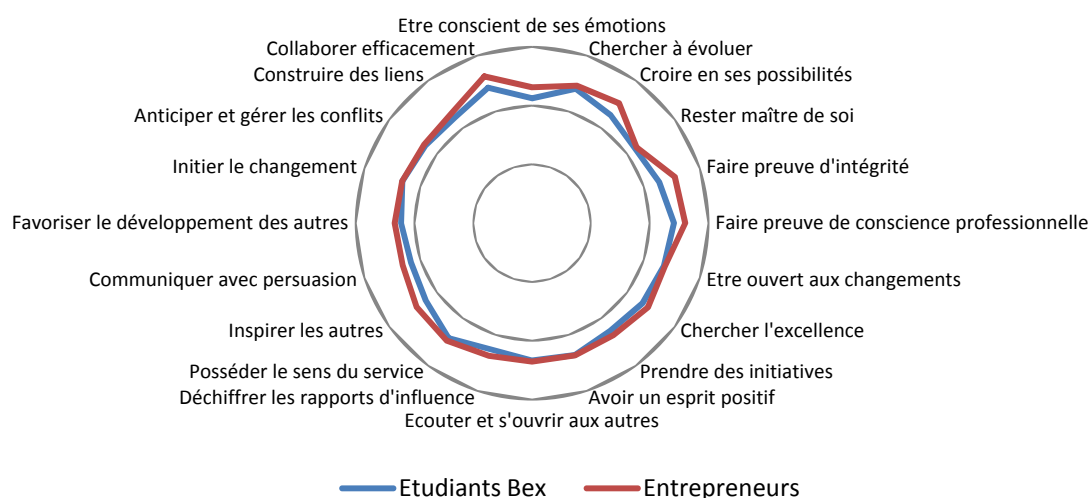 Etre conscient de ses émotions
Collaborer efficacement
Chercher à évoluer
Construire des liens
Croire en ses possibilités
Anticiper et gérer les conflits
Rester maître de soi
Initier le changement
Faire preuve d'intégrité
Favoriser le développement des autres
Faire preuve de conscience professionnelle
Communiquer avec persuasion
Etre ouvert aux changements
Inspirer les autres
Chercher l'excellence
Posséder le sens du service
Prendre des initiatives
Déchiffrer les rapports d'influence
Avoir un esprit positif
Ecouter et s'ouvrir aux autres
Etudiants Bex
Entrepreneurs